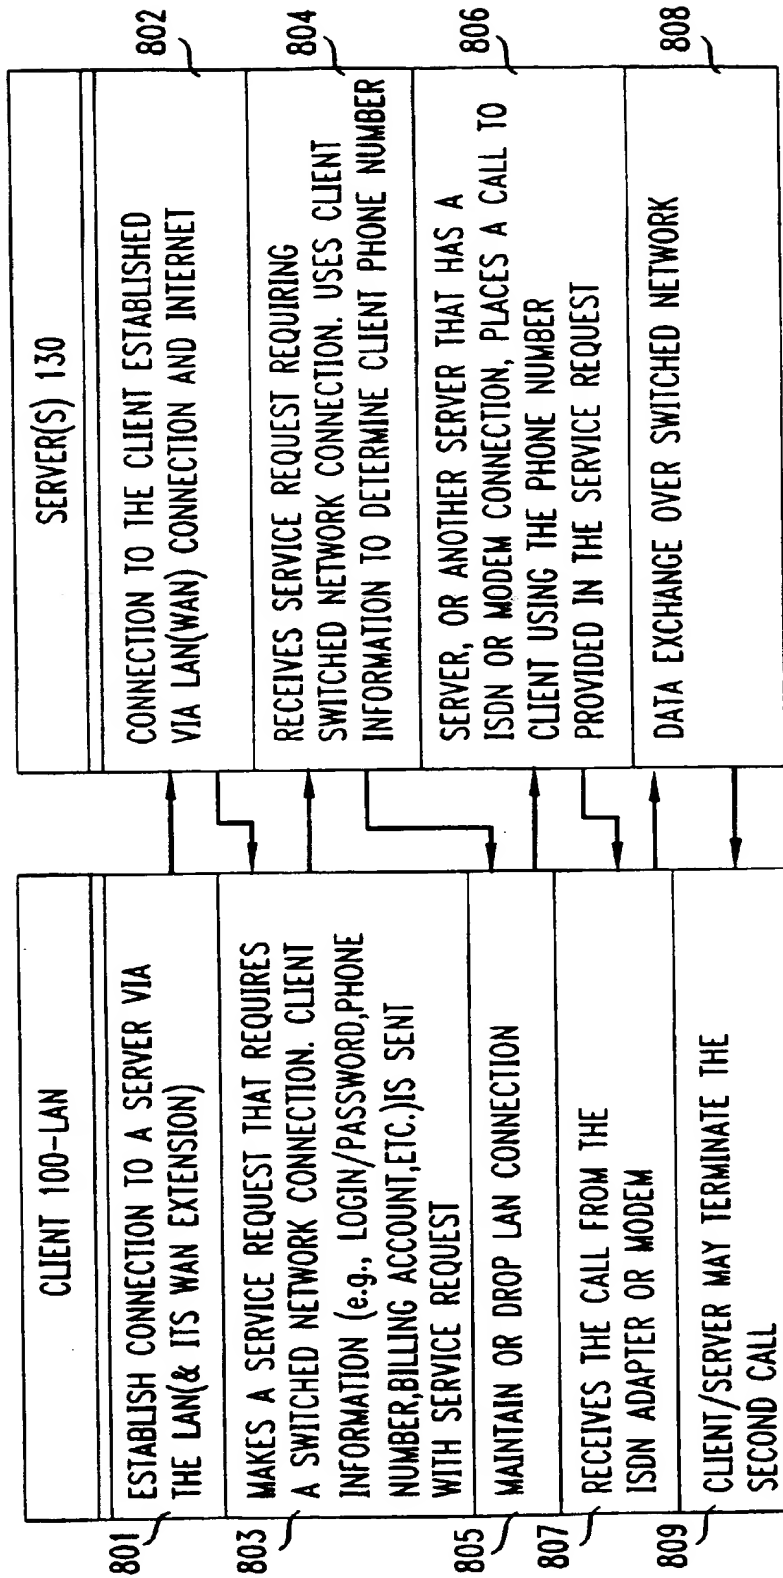 CLIENT 100-LAN
801
ESTABLISH CONNECTION TO A SERVER VIA
THE LAN(& ITS WAN EXTENSION)
803
MAKES A SERVICE REQUEST THAT REQUIRES
A SWITCHED NETWORK CONNECTION. CLIENT
INFORMATION (e.g., LOGIN/PASSWORD,PHONE
NUMBER,BILLING ACCOUNT,ETC.)IS SENT
WITH SERVICE REQUEST
805
MAINTAIN OR DROP LAN CONNECTION
807
RECEIVES THE CALL FROM THE
ISDN ADAPTER OR MODEM
809
CLIENT/SERVER MAY TERMINATE THE
SECOND CALL
SERVER(S) 130
CONNECTION TO THE CLIENT ESTABLISHED
VIA LAN(WAN) CONNECTION AND INTERNET
802
RECEIVES SERVICE REQUEST REQUIRING
SWITCHED NETWORK CONNECTION. USES CLIENT
INFORMATION TO DETERMINE CLIENT PHONE NUMBER
804
SERVER, OR ANOTHER SERVER THAT HAS A
ISDN OR MODEM CONNECTION, PLACES A CALL TO
CLIENT USING THE PHONE NUMBER
PROVIDED IN THE SERVICE REQUEST
806
DATA EXCHANGE OVER SWITCHED NETWORK
808